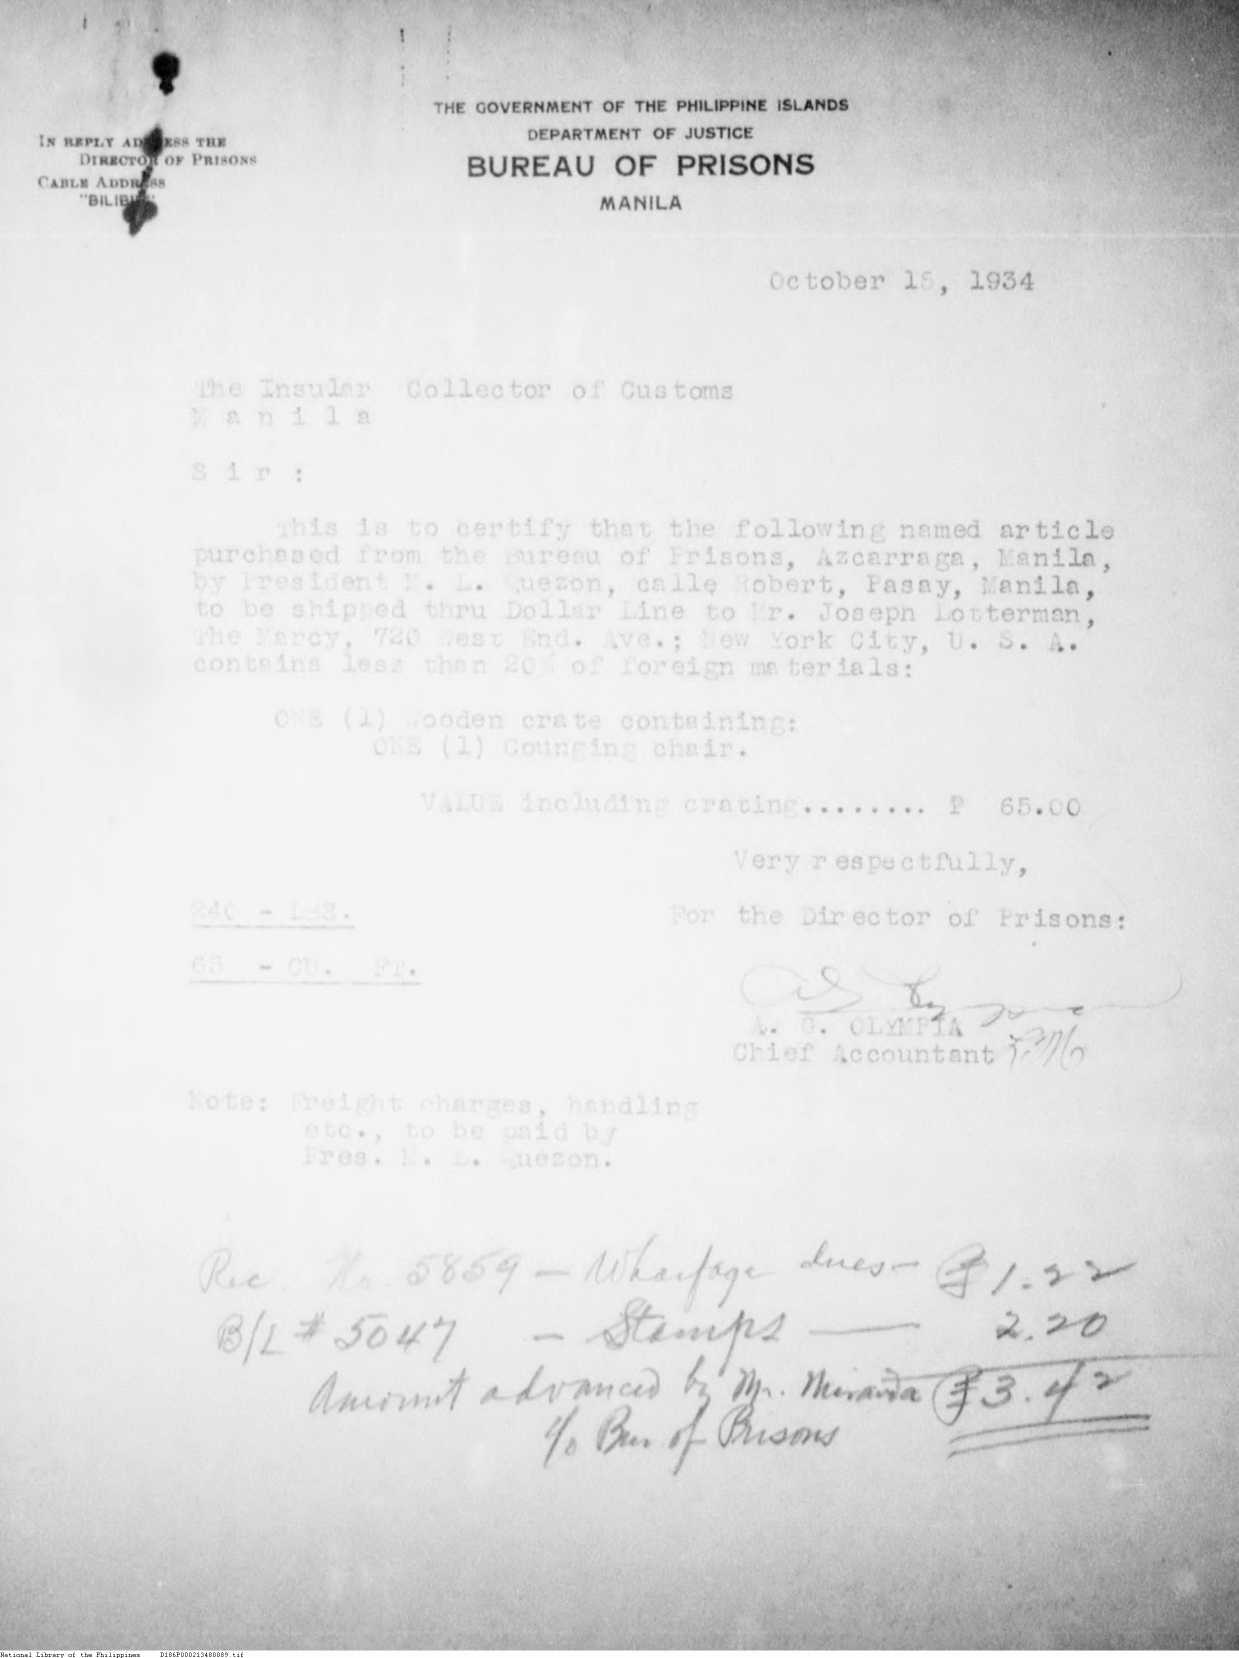 THE GOVERNMENT OF THE PHILIPPINE ISLANDS
DEPARTMENT OF JUSTICE
BUREAU OF PRISONS
MANILA
IN REPLY ADDRESS THE
DIRECTOR OF PRISONS
CABLE ADDRESS
"BILIBID"
October 15, 1934
The Insular Collector of Customs
M a n i l a
S i r :
This is to certify that the following named article
purchased from the Bureau of Prisons, Azcarraga, Manila,
by President M. L. Quezon, calle Robert, Pasay, Manila,
to be shipped thru Dollar Line to Mr. Joseph Lotterman,
The Marcy, 720 West End. Ave.; New York City, U. S. A.
contains less than 20% of foreign materials:
ONE (1) Wooden crate containing:
ONE (1) Counging chair.
VALUE including crating........ ₱ 65.00
Very respectfully,
240 - LBS.
For the Director of Prisons:
63 - CU. FT.
A. G. OLYMPIA
Chief Accountant
Note: Freight charges, handling
etc., to be paid by
Pres. M. L. Quezon.
Rec. No. 5859 — Wharfage dues — ₱1.22
B/L # 5047 — Stamps — 2.20
Amount advanced by Mr. Miranda ₱3.42
c/o Bur of Prisons
National Library of the Philippines D186P000213480889.tif